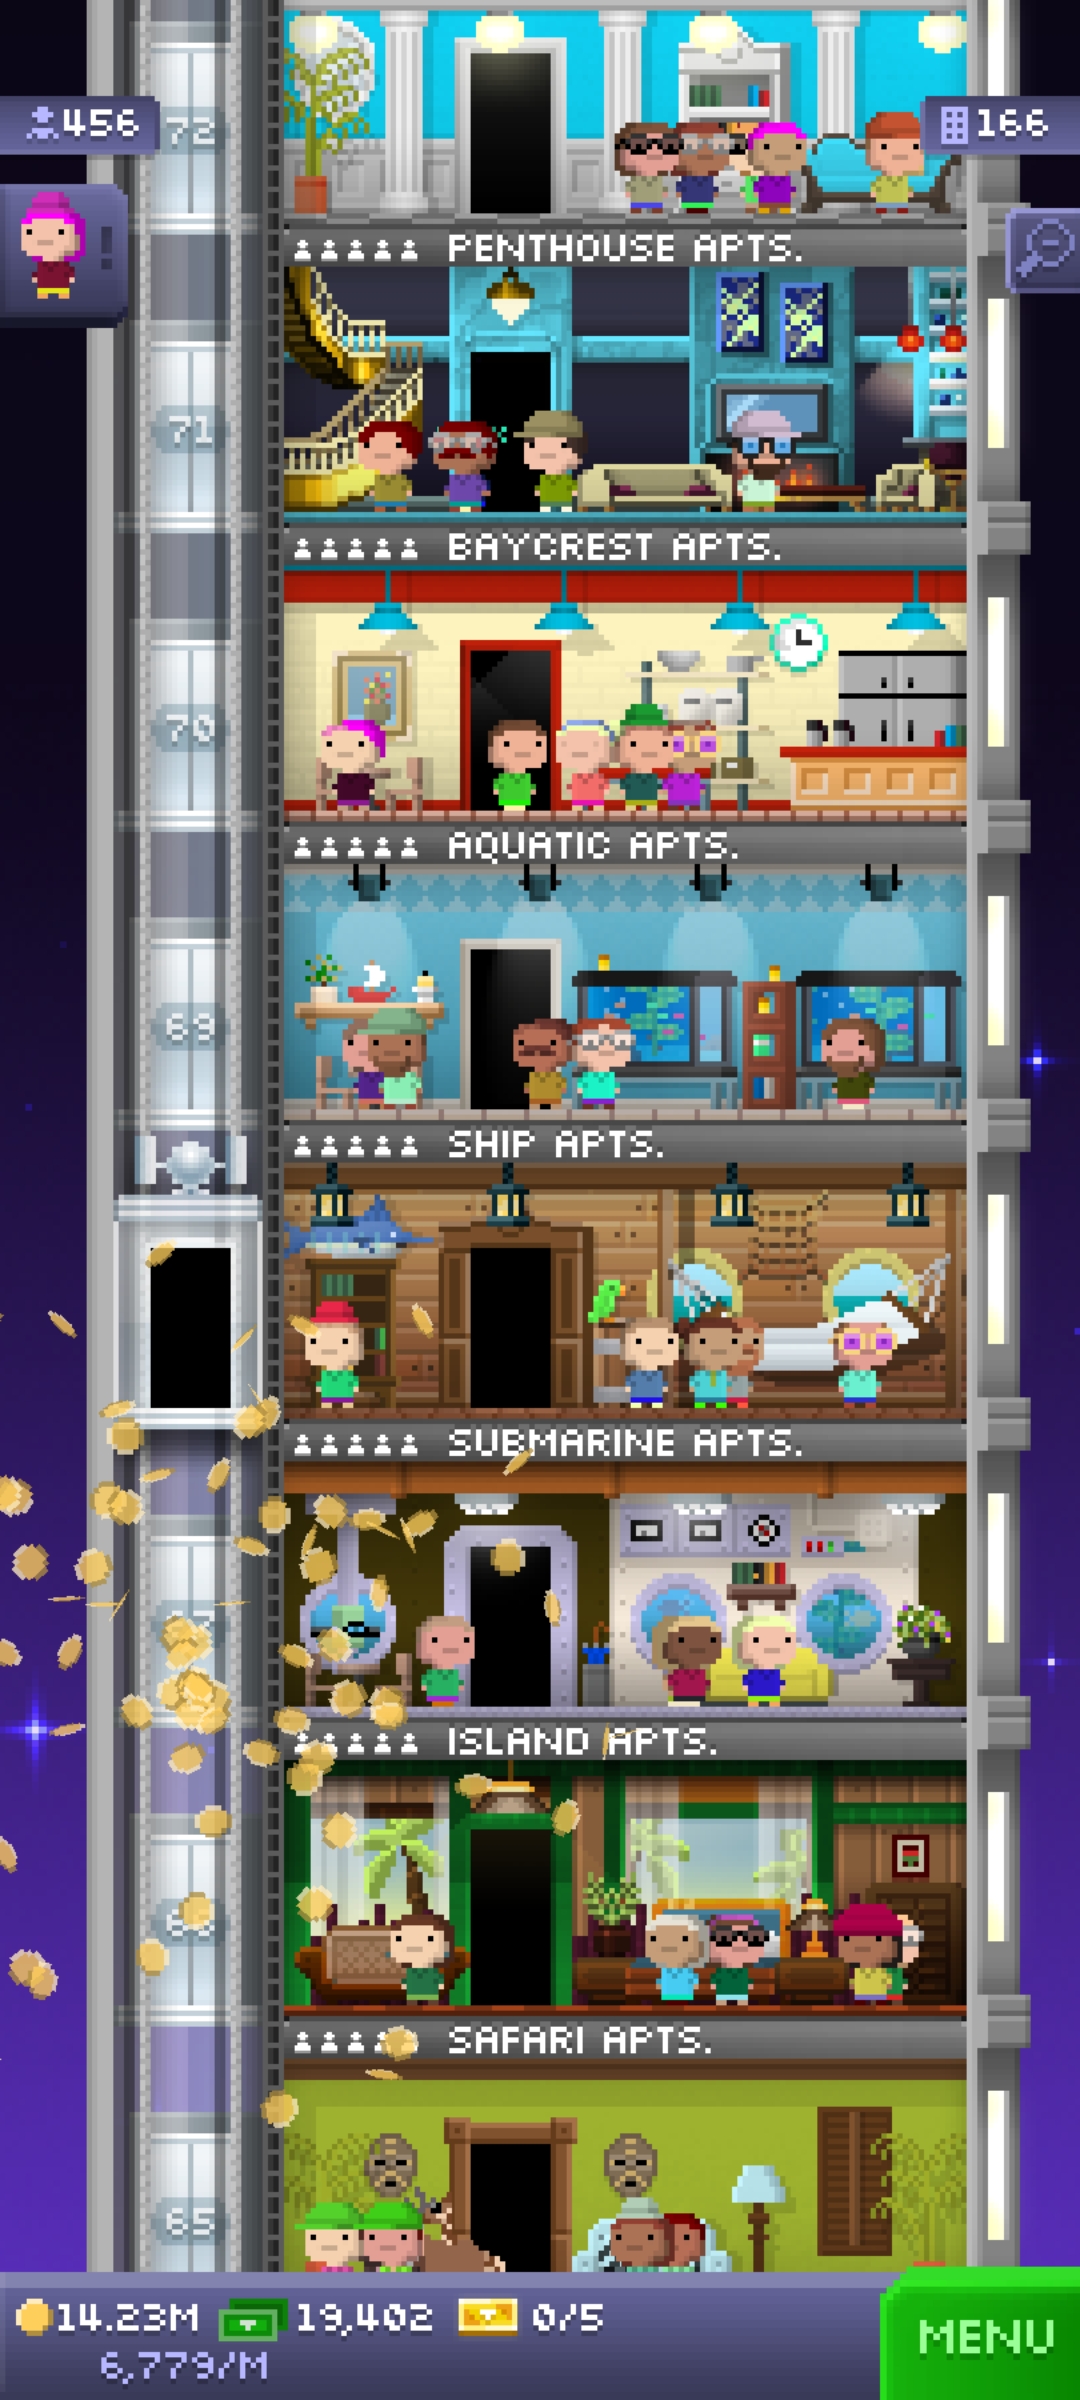 72
456
166
!
PENTHOUSE APTS.
71
BAYCREST APTS.
70
AQUATIC APTS.
69
SHIP APTS.
SUBMARINE APTS.
ISLAND APTS.
SAFARI APTS.
65
14.23M
19,402
0/5
6,779/M
MENU